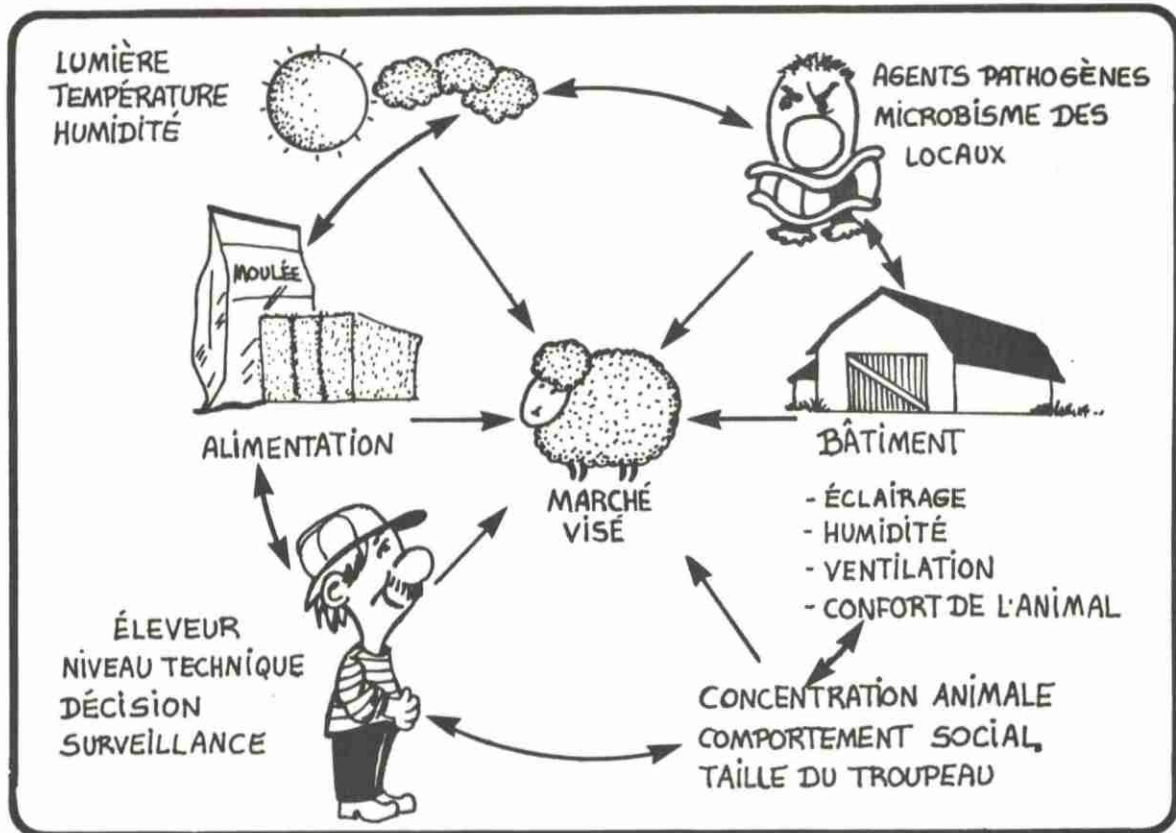 LUMIÈRE
TEMPÉRATURE
HUMIDITÉ
AGENTS PATHOGÈNES
MICROBISME DES
LOCAUX
MOULÉE
ALIMENTATION
MARCHÉ
VISÉ
BÂTIMENT
- ÉCLAIRAGE
- HUMIDITÉ
- VENTILATION
- CONFORT DE L'ANIMAL
ÉLEVEUR
NIVEAU TECHNIQUE
DÉCISION
SURVEILLANCE
CONCENTRATION ANIMALE
COMPORTEMENT SOCIAL,
TAILLE DU TROUPEAU